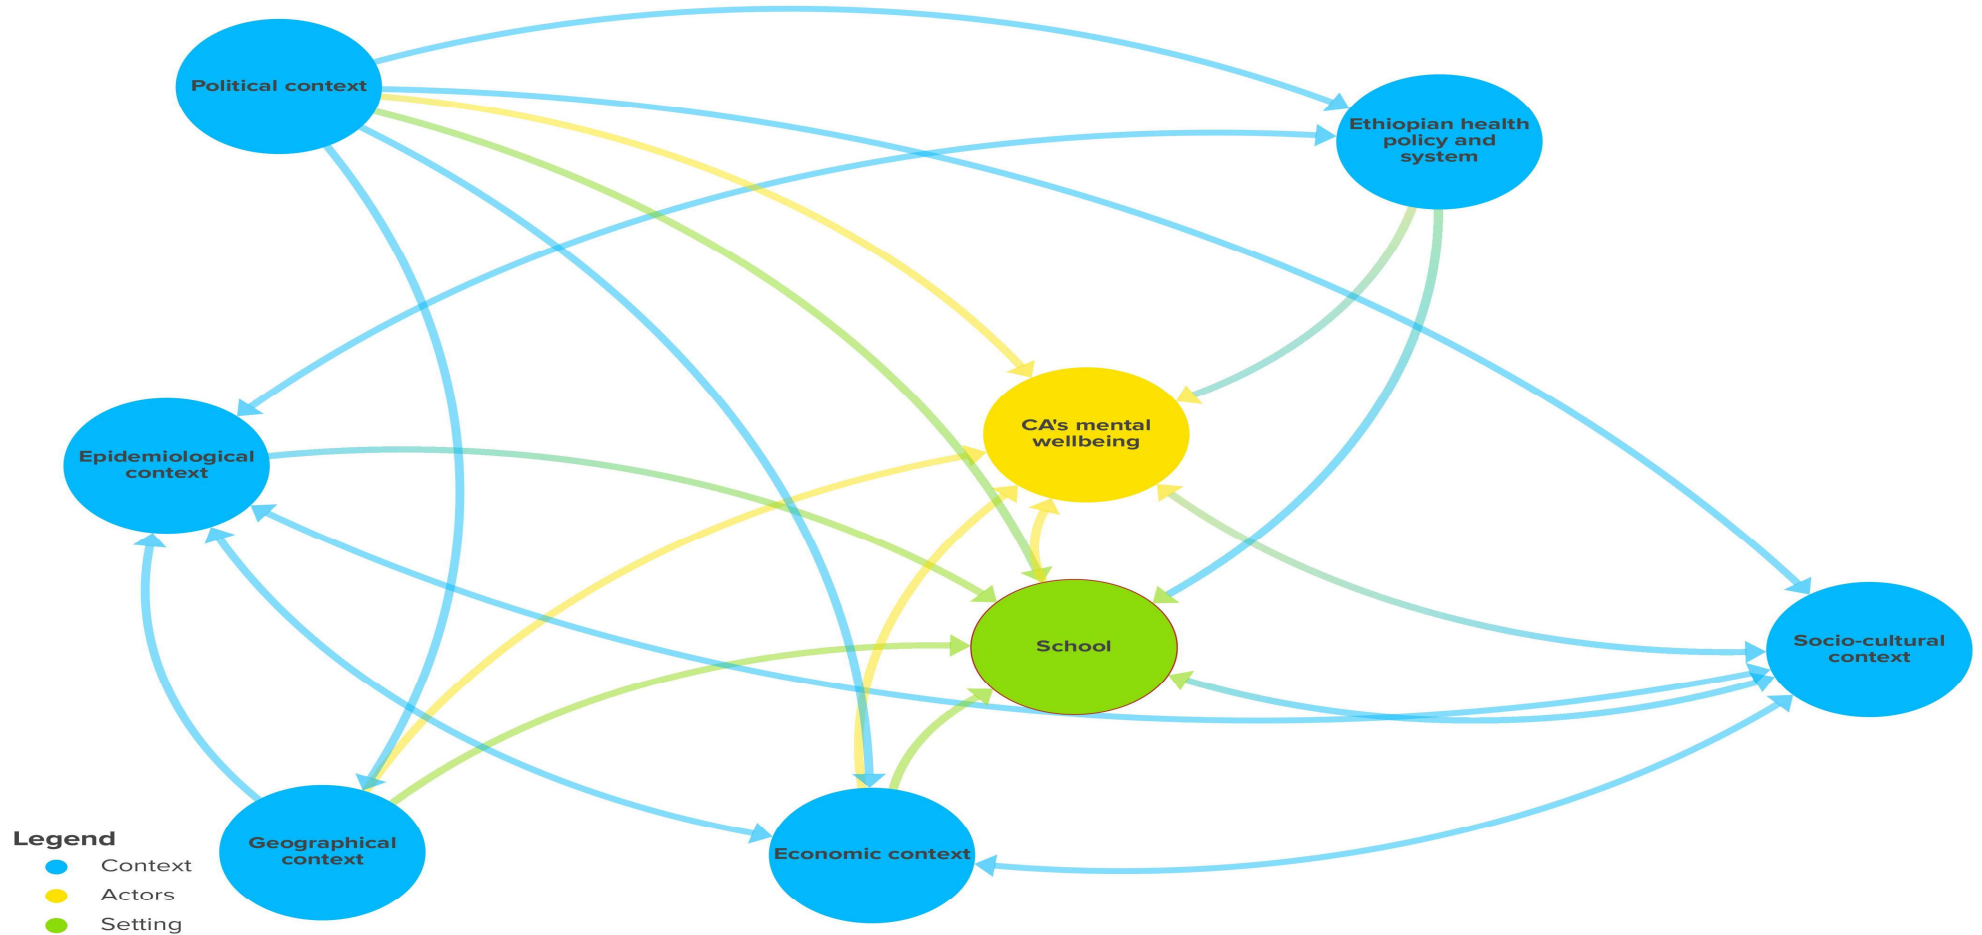 Political context
Ethiopian health
policy and
system
CA's mental
wellbeing
Epidemiological
context
School
Socio-cultural
context
Geographical
context
Economic context
Legend
Context
Actors
Setting